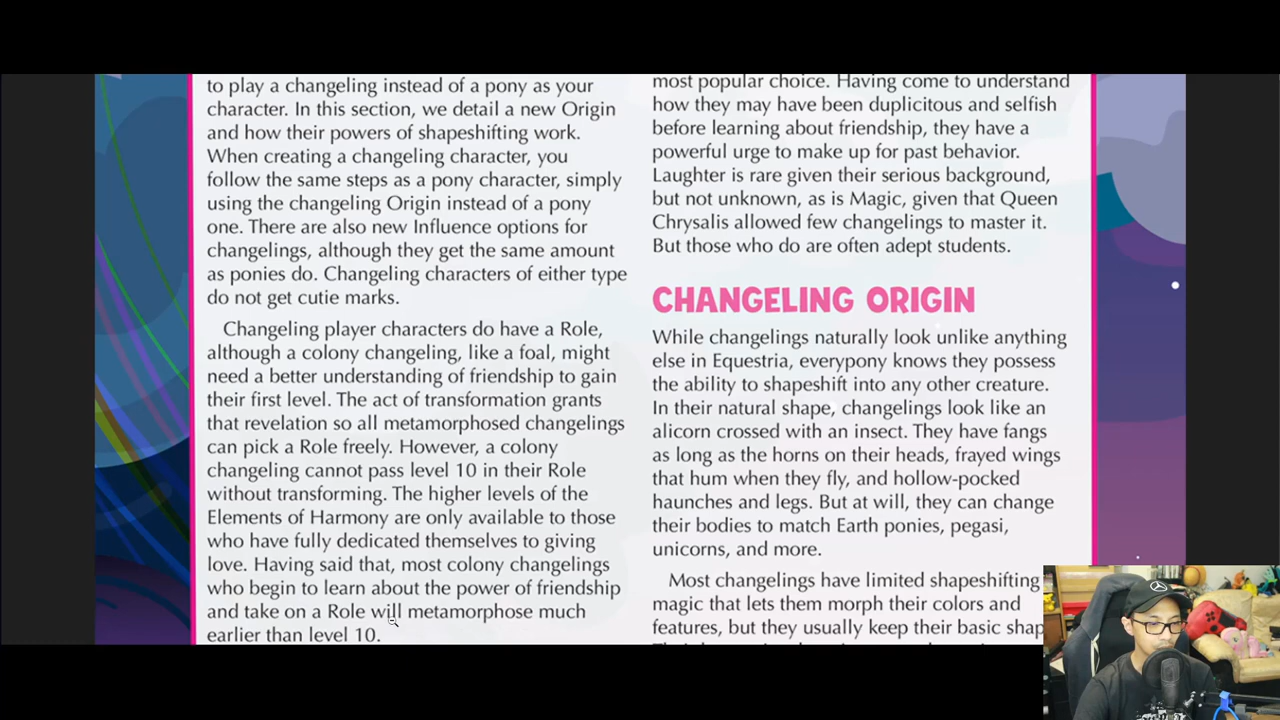 to play a changeling instead of a pony as your
character. In this section, we detail a new Origin
and how their powers of shapeshifting work.
When creating a changeling character, you
follow the same steps as a pony character, simply
using the changeling Origin instead of a pony
one. There are also new Influence options for
changelings, although they get the same amount
as ponies do. Changeling characters of either type
do not get cutie marks.
Changeling player characters do have a Role,
although a colony changeling, like a foal, might
need a better understanding of friendship to gain
their first level. The act of transformation grants
that revelation so all metamorphosed changelings
can pick a Role freely. However, a colony
changeling cannot pass level 10 in their Role
without transforming. The higher levels of the
Elements of Harmony are only available to those
who have fully dedicated themselves to giving
love. Having said that, most colony changelings
who begin to learn about the power of friendship
and take on a Role will metamorphose much
earlier than level 10.
most popular choice. Having come to understand
how they may have been duplicitous and selfish
before learning about friendship, they have a
powerful urge to make up for past behavior.
Laughter is rare given their serious background,
but not unknown, as is Magic, given that Queen
Chrysalis allowed few changelings to master it.
But those who do are often adept students.
CHANGELING ORIGIN
While changelings naturally look unlike anything
else in Equestria, everypony knows they possess
the ability to shapeshift into any other creature.
In their natural shape, changelings look like an
alicorn crossed with an insect. They have fangs
as long as the horns on their heads, frayed wings
that hum when they fly, and hollow-pocked
haunches and legs. But at will, they can change
their bodies to match Earth ponies, pegasi,
unicorns, and more.
Most changelings have limited shapeshifting
magic that lets them morph their colors and
features, but they usually keep their basic shap